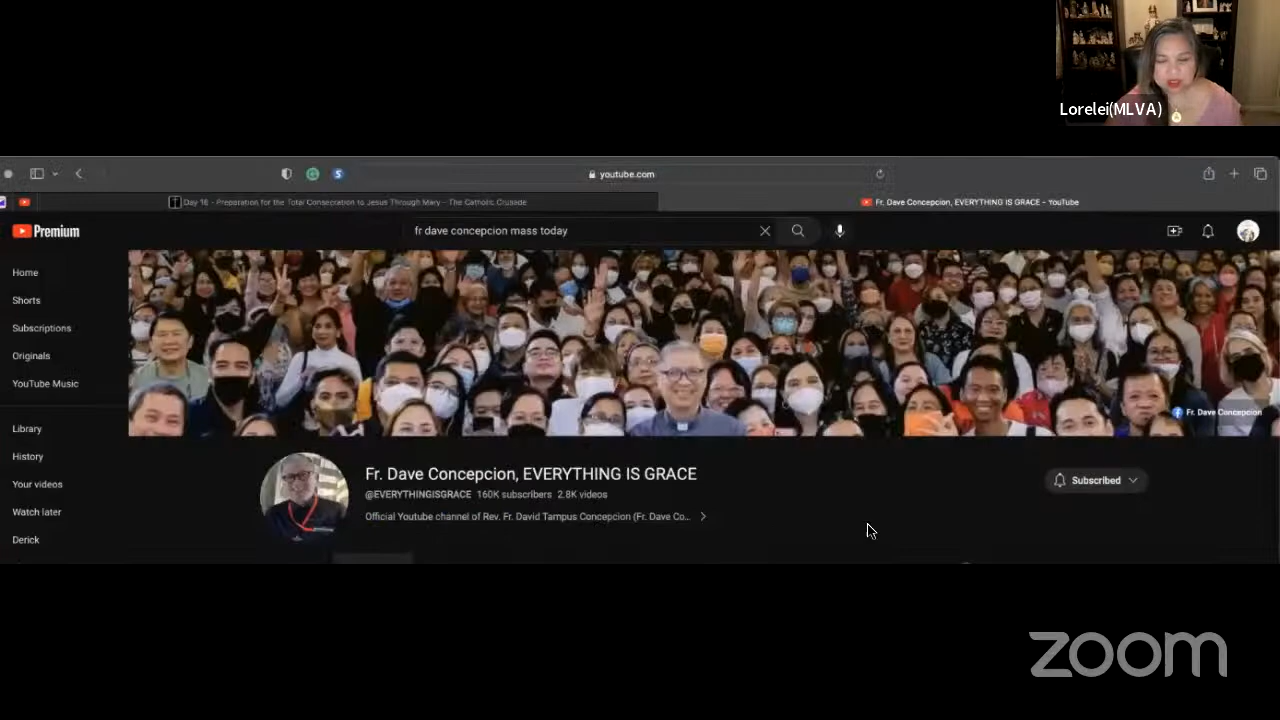 Lorelei(MLVA)
youtube.com
Day 16 - Preparation for the Total Consecration to Jesus Through Mary - The Catholic Crusade
Fr. Dave Concepcion, EVERYTHING IS GRACE - YouTube
Premium
fr dave concepcion mass today
Home
Shorts
Subscriptions
Originals
YouTube Music
Library
History
Your videos
Watch later
Derick
Fr. Dave Concepcion
Fr. Dave Concepcion, EVERYTHING IS GRACE
@EVERYTHINGISGRACE 160K subscribers 2.8K videos
Official Youtube channel of Rev. Fr. David Tampus Concepcion (Fr. Dave Co...
Subscribed
zoom